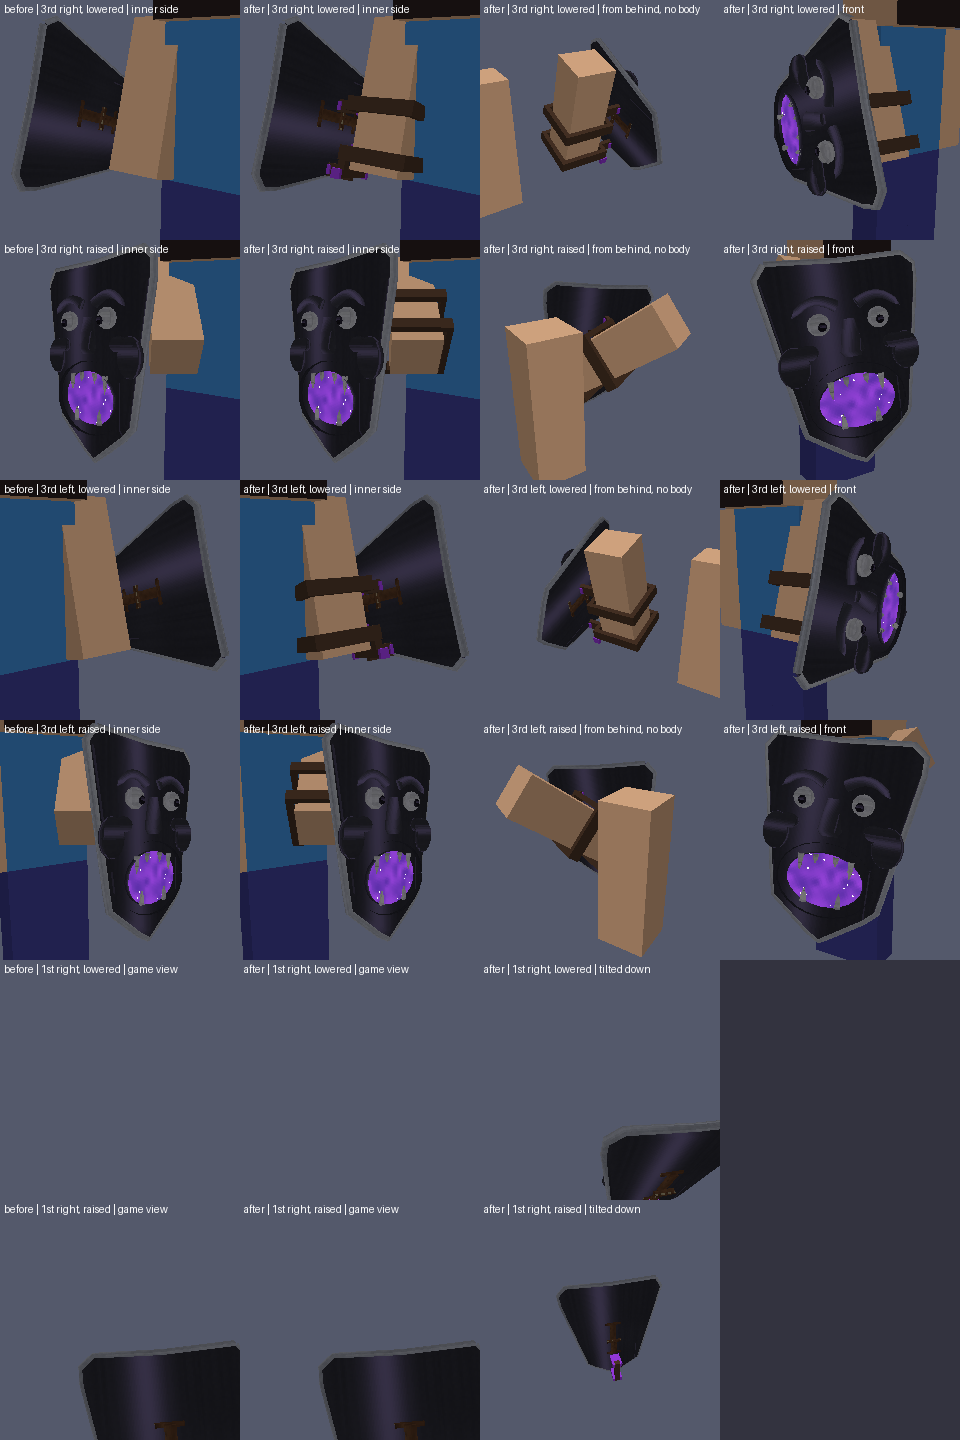 before | 3rd right, lowered | inner side
after | 3rd right, lowered | inner side
after | 3rd right, lowered | from behind, no body
after | 3rd right, lowered | front
before | 3rd right, raised | inner side
after | 3rd right, raised | inner side
after | 3rd right, raised | from behind, no body
after | 3rd right, raised | front
before | 3rd left, lowered | inner side
after | 3rd left, lowered | inner side
after | 3rd left, lowered | from behind, no body
after | 3rd left, lowered | front
before | 3rd left, raised | inner side
after | 3rd left, raised | inner side
after | 3rd left, raised | from behind, no body
after | 3rd left, raised | front
before | 1st right, lowered | game view
after | 1st right, lowered | game view
after | 1st right, lowered | tilted down
before | 1st right, raised | game view
after | 1st right, raised | game view
after | 1st right, raised | tilted down